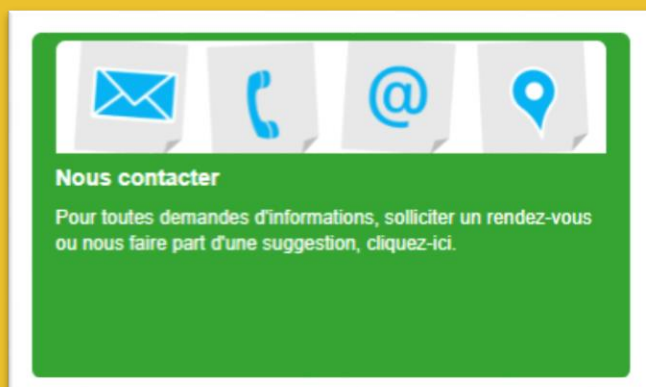 @
Nous contacter
Pour toutes demandes d'informations, solliciter un rendez-vous
ou nous faire part d'une suggestion, cliquez-ici.